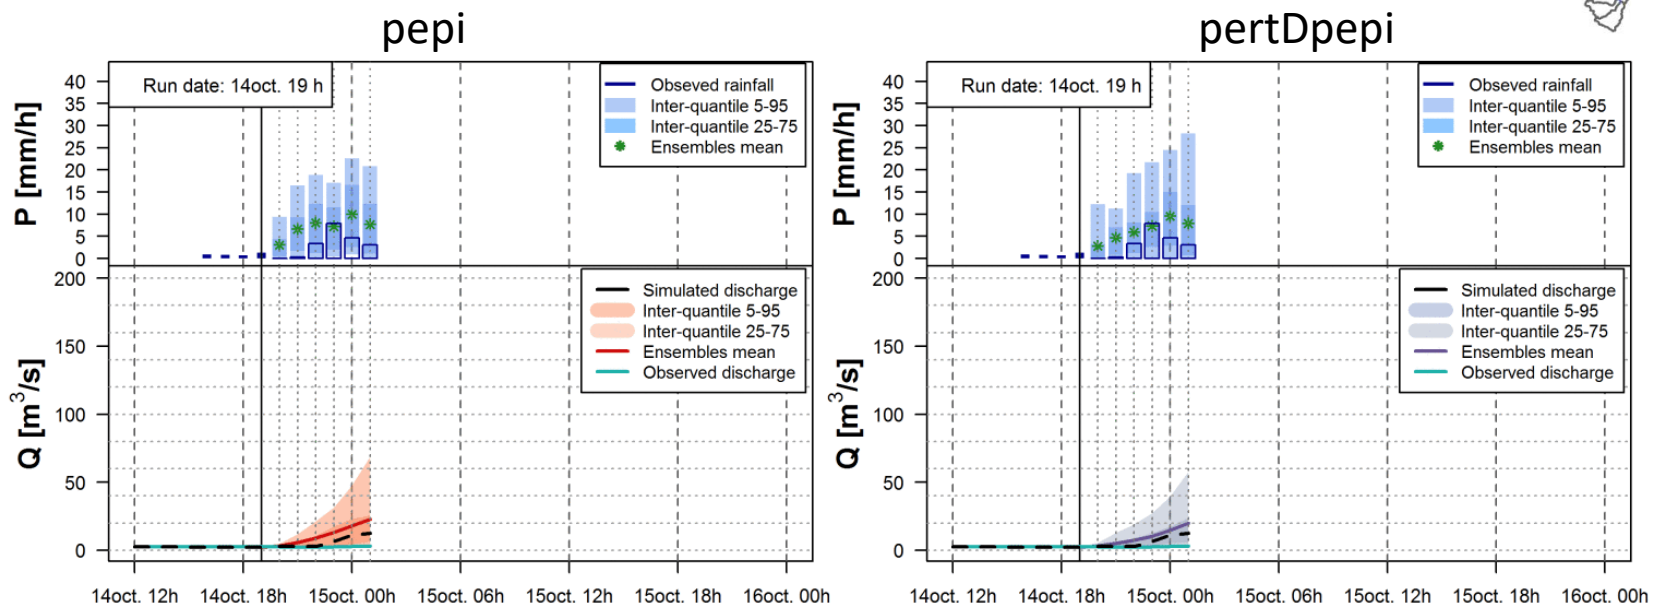 pepi
pertDpepi
Run date: 14oct. 19 h
Obseved rainfall
Inter-quantile 5-95
Inter-quantile 25-75
Ensembles mean
P [mm/h]
40
35
30
25
20
15
10
5
0
Simulated discharge
Inter-quantile 5-95
Inter-quantile 25-75
Ensembles mean
Observed discharge
Q [m³/s]
200
150
100
50
0
14oct. 12h 14oct. 18h 15oct. 00h 15oct. 06h 15oct. 12h 15oct. 18h 16oct. 00h
Run date: 14oct. 19 h
Obseved rainfall
Inter-quantile 5-95
Inter-quantile 25-75
Ensembles mean
P [mm/h]
40
35
30
25
20
15
10
5
0
Simulated discharge
Inter-quantile 5-95
Inter-quantile 25-75
Ensembles mean
Observed discharge
Q [m³/s]
200
150
100
50
0
14oct. 12h 14oct. 18h 15oct. 00h 15oct. 06h 15oct. 12h 15oct. 18h 16oct. 00h